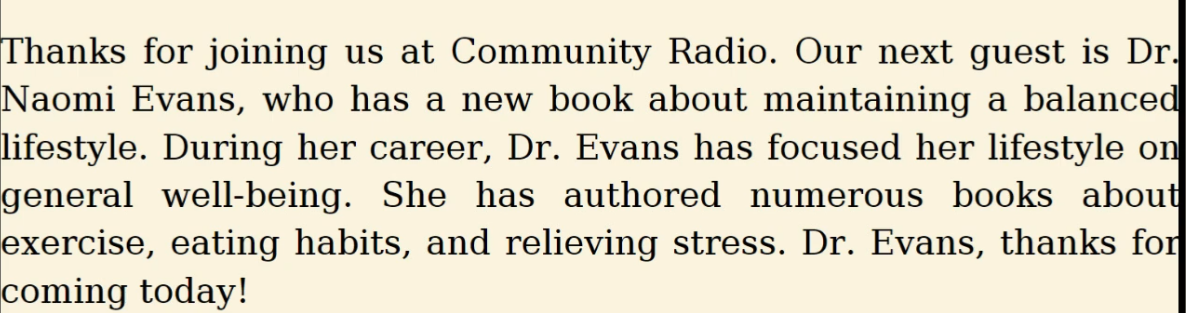 Thanks for joining us at Community Radio. Our next guest is Dr.
Naomi Evans, who has a new book about maintaining a balanced
lifestyle. During her career, Dr. Evans has focused her lifestyle on
general well-being. She has authored numerous books about
exercise, eating habits, and relieving stress. Dr. Evans, thanks for
coming today!